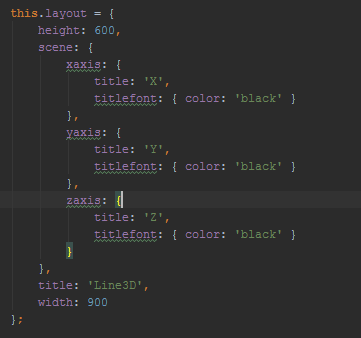 this.layout = {
    height: 600,
    scene: {
        xaxis: {
            title: 'X',
            titlefont: { color: 'black' }
        },
        yaxis: {
            title: 'Y',
            titlefont: { color: 'black' }
        },
        zaxis: {
            title: 'Z',
            titlefont: { color: 'black' }
        }
    },
    title: 'Line3D',
    width: 900
};